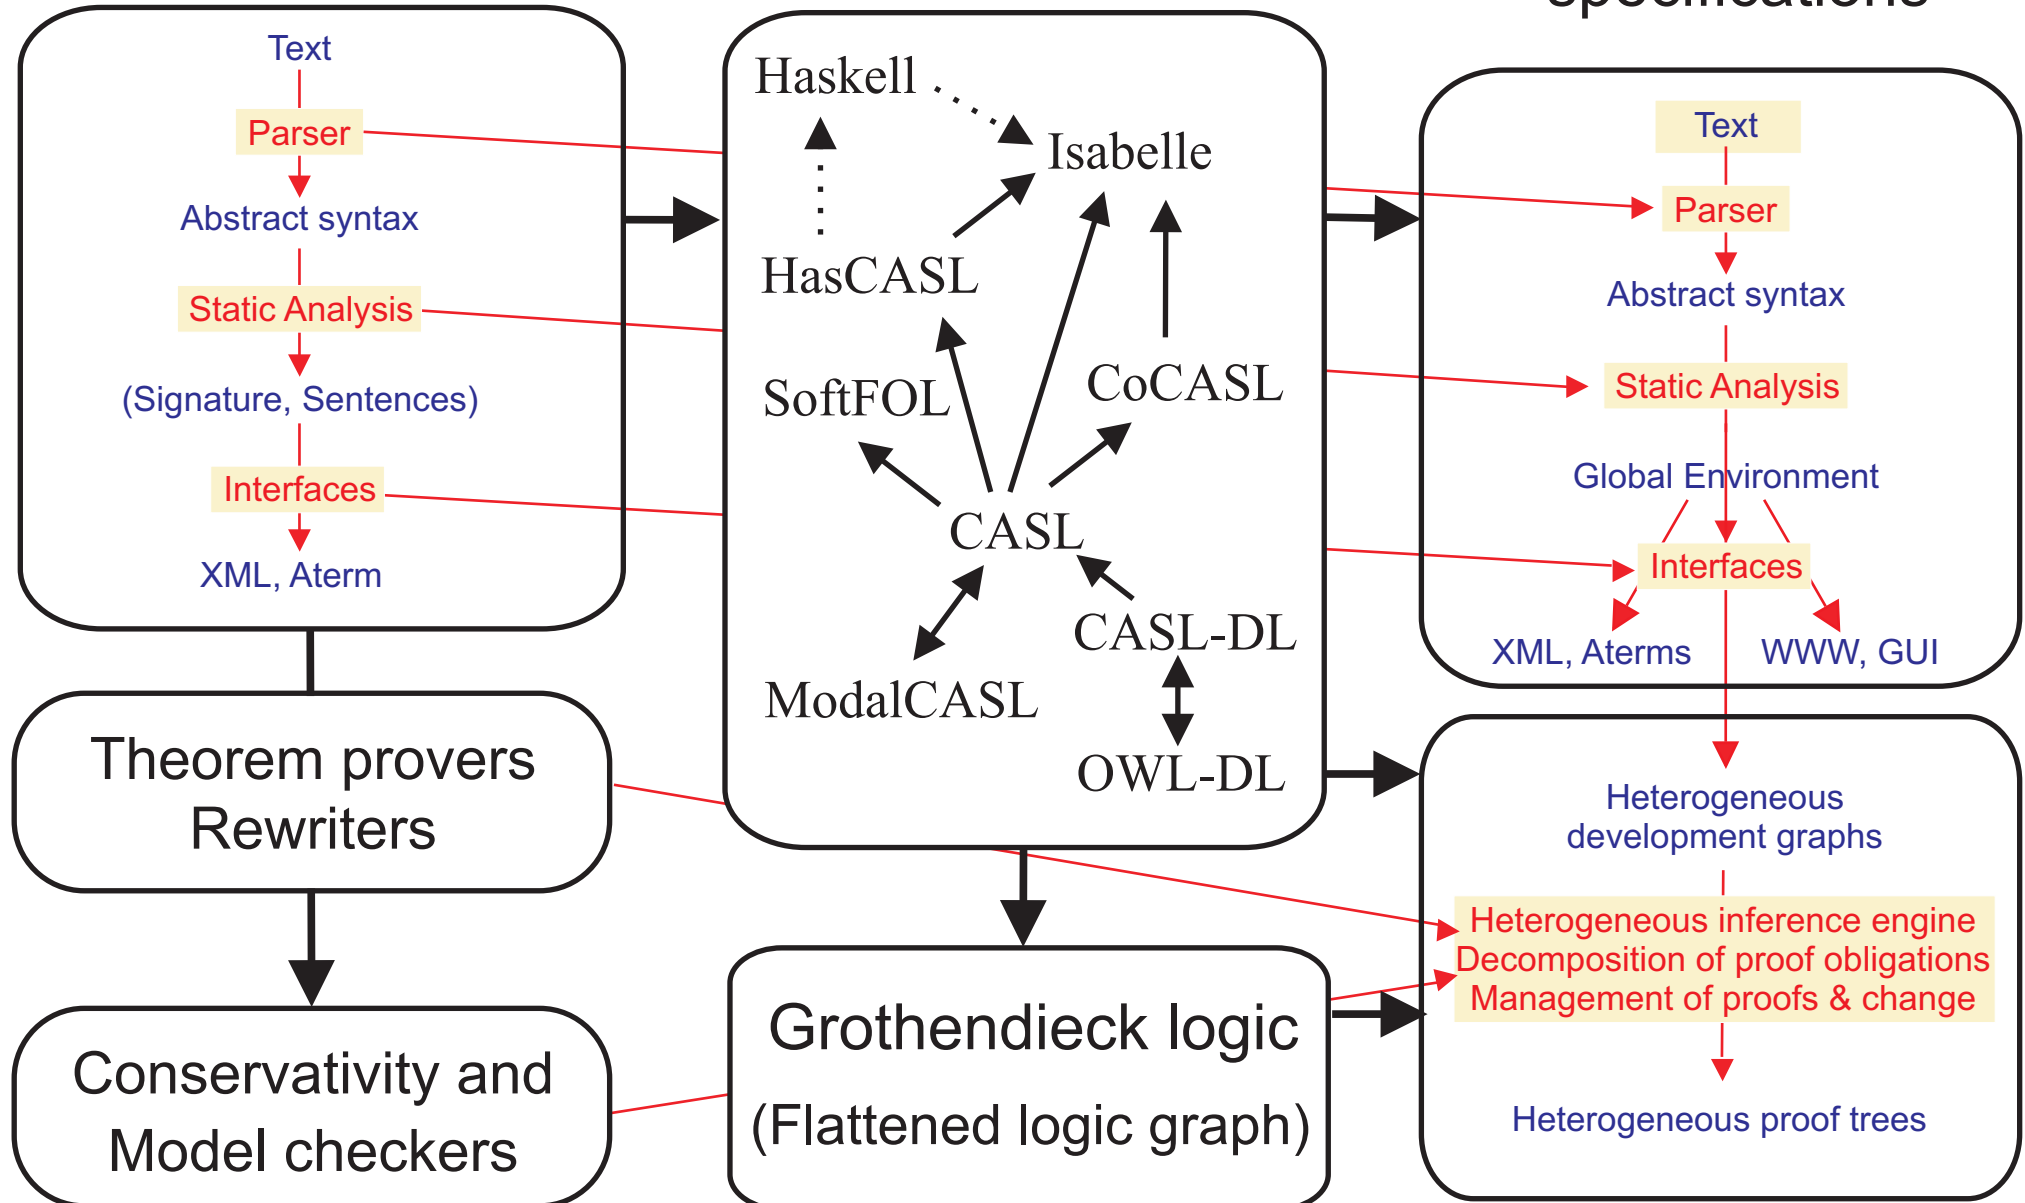 specifications
Text
Parser
Abstract syntax
Static Analysis
(Signature, Sentences)
Interfaces
XML, Aterm
Theorem provers
Rewriters
Conservativity and
Model checkers
Haskell
Isabelle
HasCASL
SoftFOL
CoCASL
CASL
CASL-DL
ModalCASL
OWL-DL
Grothendieck logic
(Flattened logic graph)
Text
Parser
Abstract syntax
Static Analysis
Global Environment
Interfaces
XML, Aterms
WWW, GUI
Heterogeneous
development graphs
Heterogeneous inference engine
Decomposition of proof obligations
Management of proofs & change
Heterogeneous proof trees